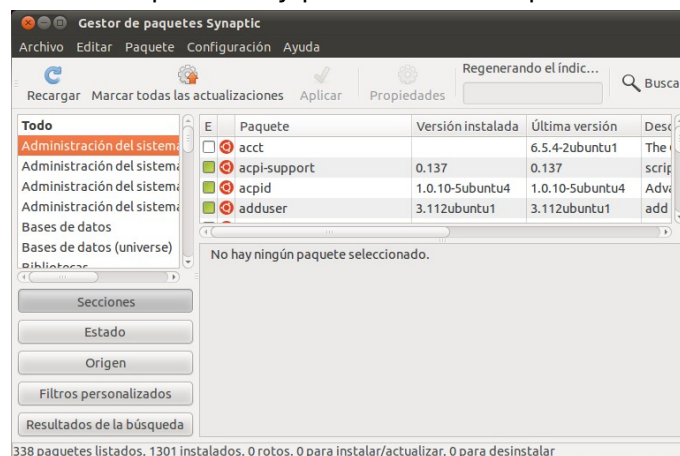 Gestor de paquetes Synaptic
Archivo Editar Paquete Configuración Ayuda
Regenerando el índic...
Recargar Marcar todas las actualizaciones Aplicar Propiedades Busca
Todo E Paquete Versión instalada Última versión Desc
Administración del sistema acct 6.5.4-2ubuntu1 The
Administración del sistema acpi-support 0.137 0.137 scrip
Administración del sistema acpid 1.0.10-5ubuntu4 1.0.10-5ubuntu4 Adva
Administración del sistema adduser 3.112ubuntu1 3.112ubuntu1 add
Bases de datos
Bases de datos (universe)
Bibliotecas
No hay ningún paquete seleccionado.
Secciones
Estado
Origen
Filtros personalizados
Resultados de la búsqueda
338 paquetes listados, 1301 instalados, 0 rotos. 0 para instalar/actualizar, 0 para desinstalar